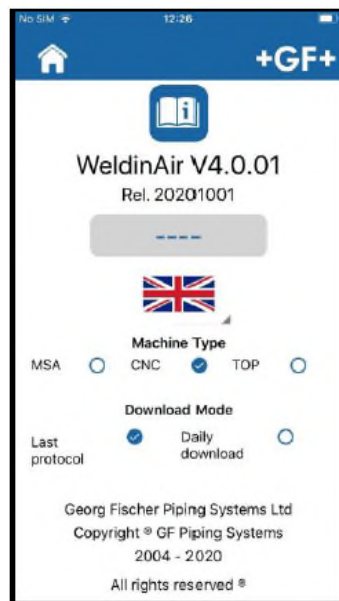 No SIM 12:26
+GF+
i
WeldinAir V4.0.01
Rel. 20201001
----
Machine Type
MSA CNC TOP
Download Mode
Last protocol
Daily download
Georg Fischer Piping Systems Ltd
Copyright ® GF Piping Systems
2004 - 2020
All rights reserved ®